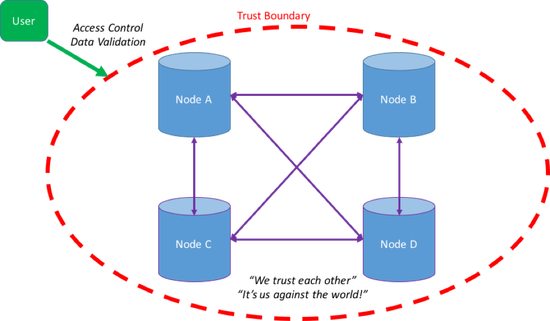 User
Access Control
Data Validation
Trust Boundary
Node A
Node B
Node C
Node D
“We trust each other”
“It’s us against the world!”